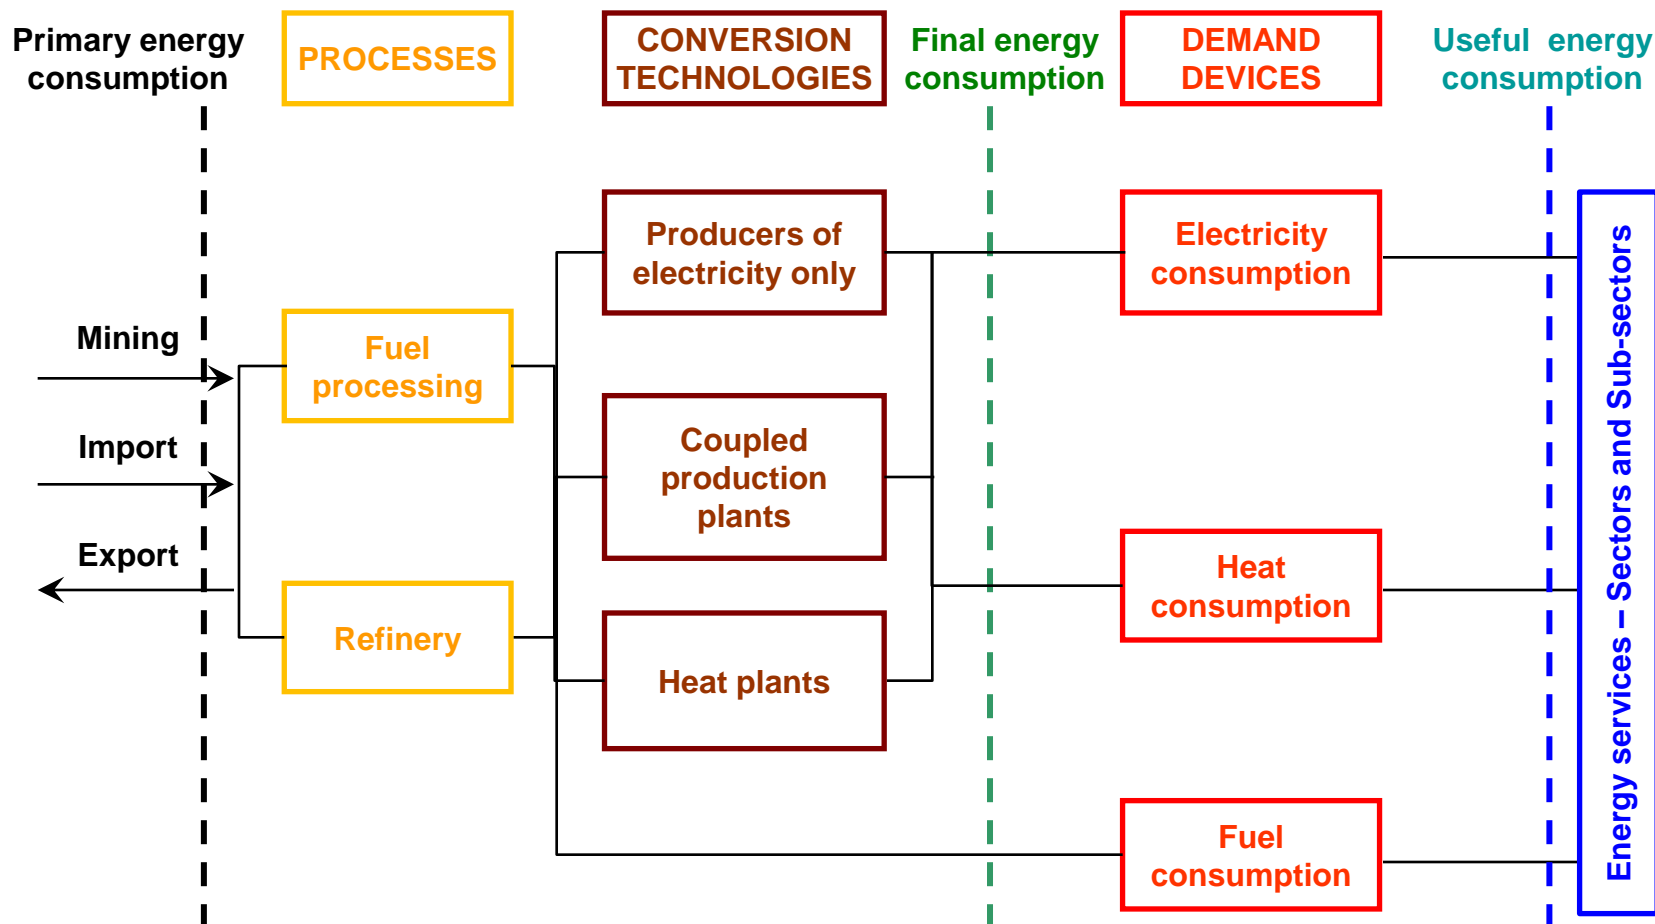 Primary energy
consumption
PROCESSES
CONVERSION
TECHNOLOGIES
Final energy
consumption
DEMAND
DEVICES
Useful energy
consumption
Mining
Import
Export
Fuel
processing
Refinery
Producers of
electricity only
Coupled
production
plants
Heat plants
Electricity
consumption
Heat
consumption
Fuel
consumption
Energy services – Sectors and Sub-sectors